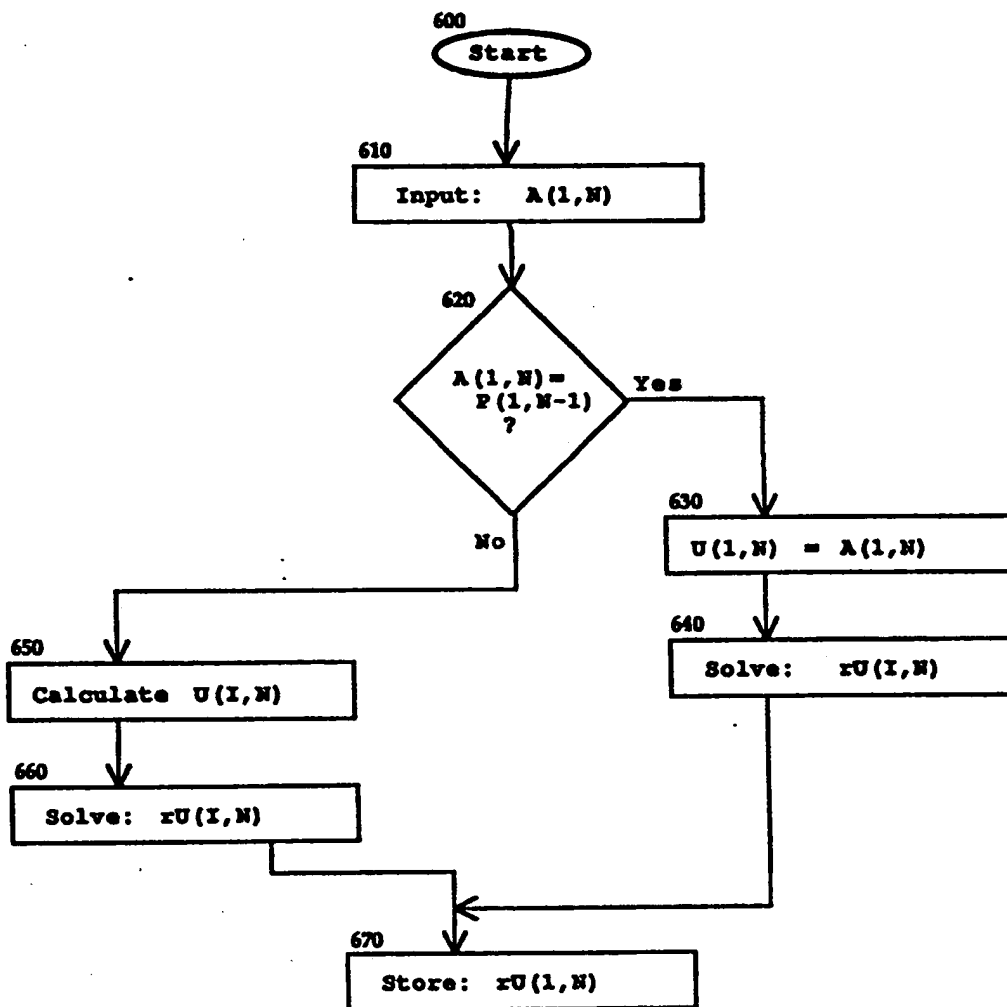 600
Start
610
Input: A(1,N)
620
A(1,N)=
P(1,N-1)
?
Yes
No
630
U(1,N) = A(1,N)
640
Solve: rU(I,N)
650
Calculate U(I,N)
660
Solve: rU(I,N)
670
Store: rU(1,N)